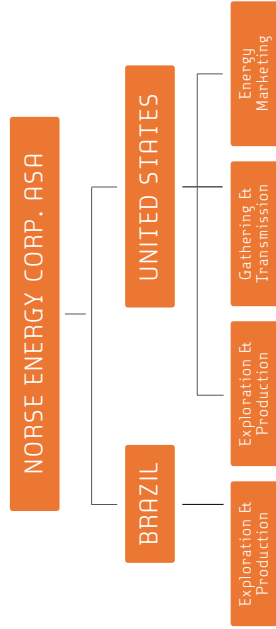 NORSE ENERGY CORP. ASA
BRAZIL
UNITED STATES
Exploration &
Production
Exploration &
Production
Gathering &
Transmission
Energy
Marketing